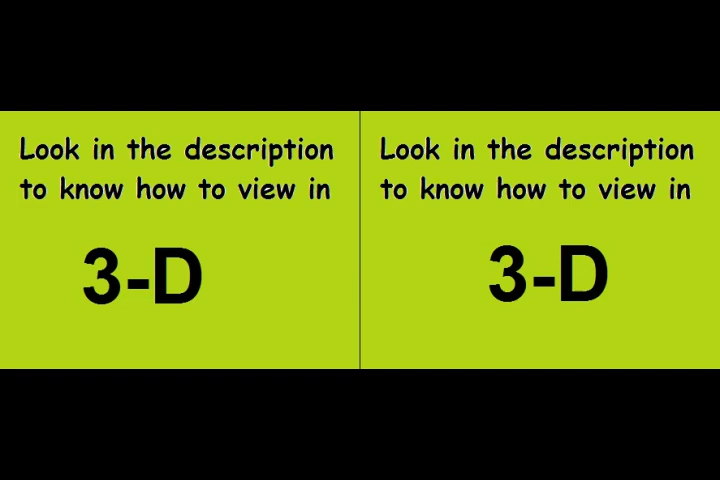 Look in the description
to know how to view in
3-D
Look in the description
to know how to view in
3-D